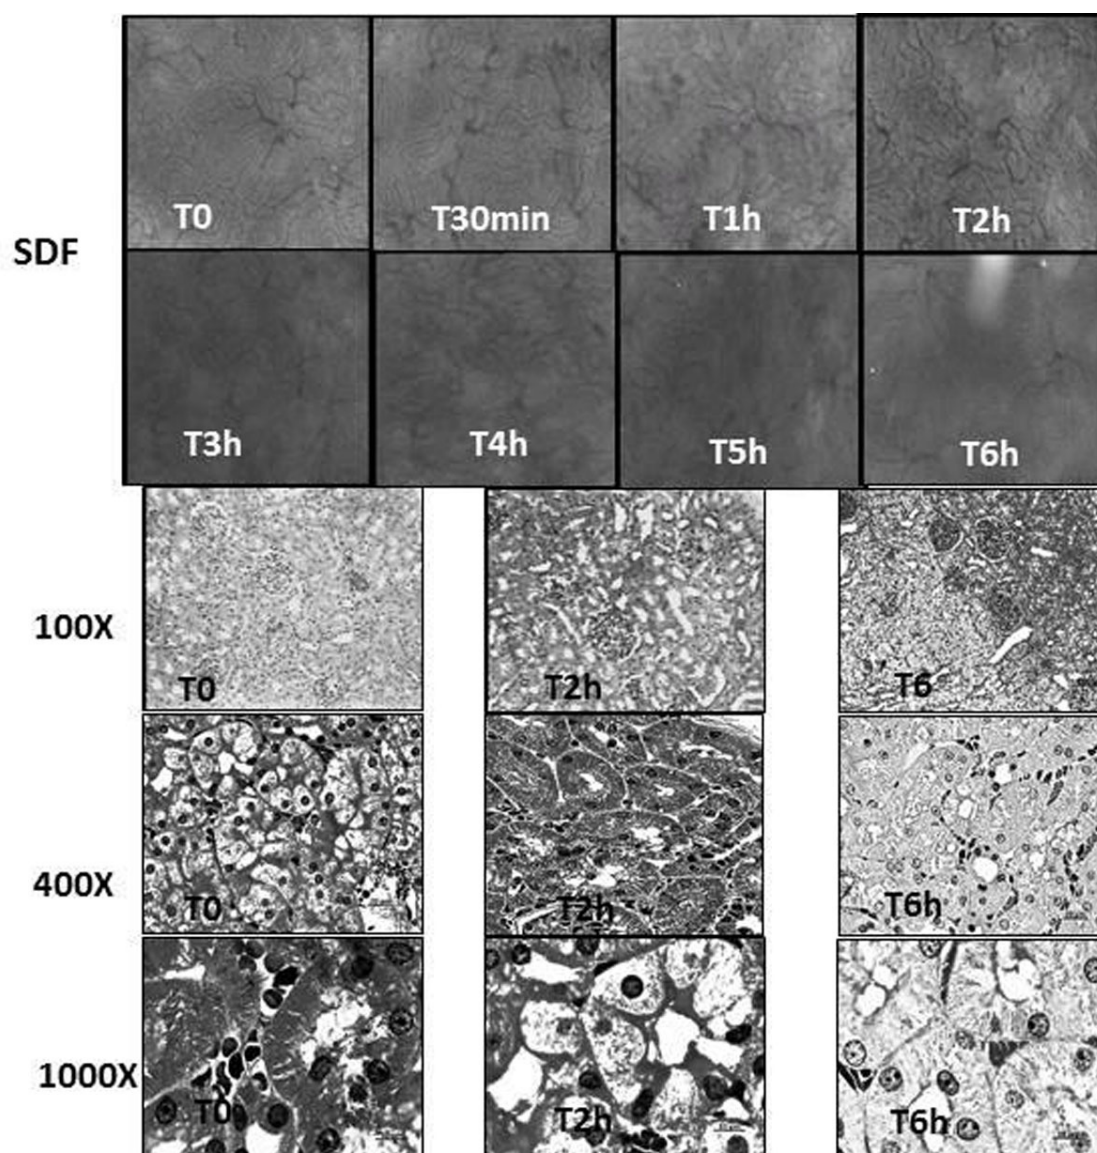 T0 T30min T1h T2h
SDF
T3h T4h T5h T6h
100X
T0 T2h T6
400X
T0 T2h T6h
1000X
T0 T2h T6h